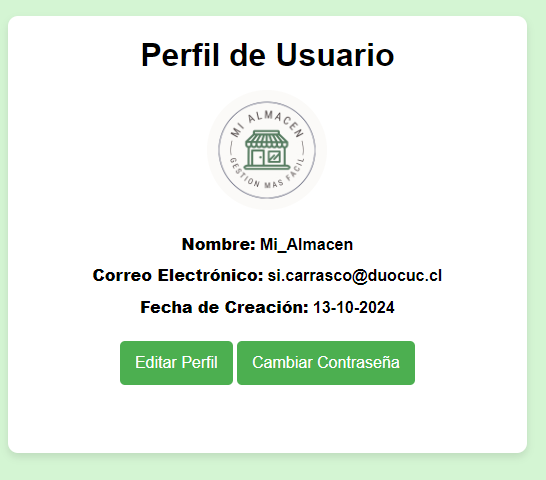 Perfil de Usuario
MI ALMACEN
GESTION MAS FACIL
Nombre: Mi_Almacen
Correo Electrónico: si.carrasco@duocuc.cl
Fecha de Creación: 13-10-2024
Editar Perfil Cambiar Contraseña